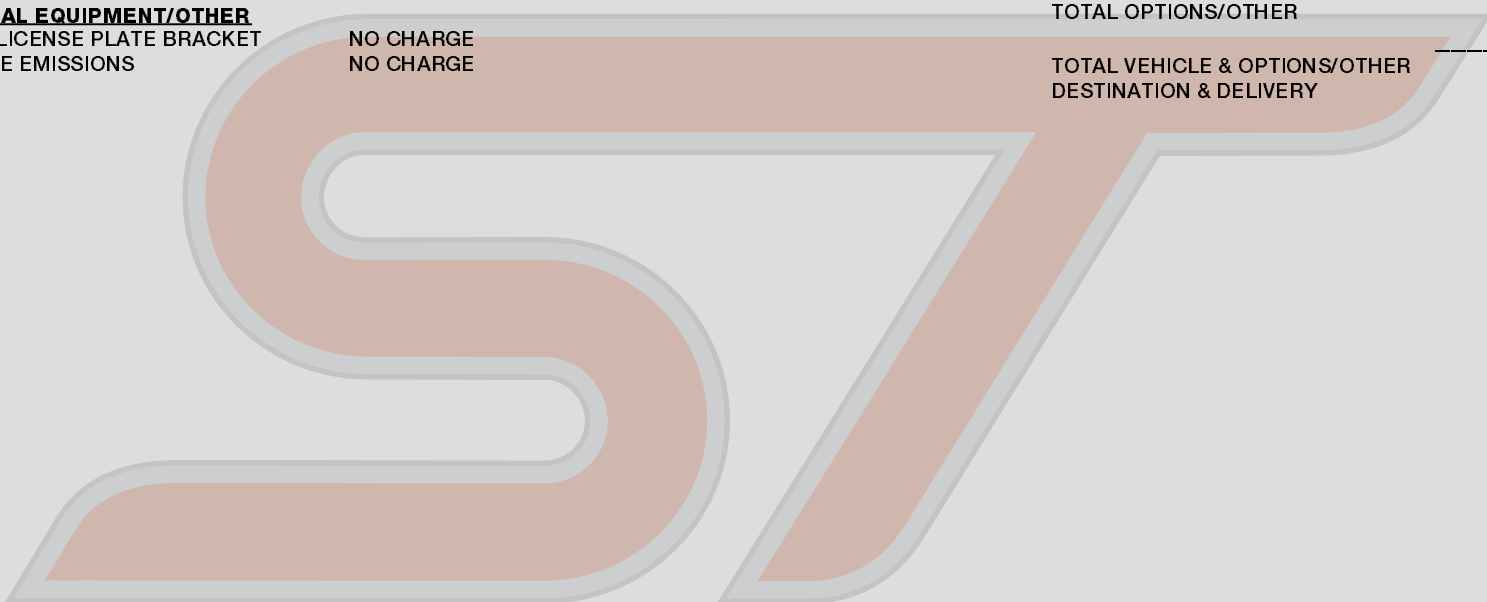 AL EQUIPMENT/OTHER
LICENSE PLATE BRACKET NO CHARGE
E EMISSIONS NO CHARGE
TOTAL OPTIONS/OTHER
TOTAL VEHICLE & OPTIONS/OTHER
DESTINATION & DELIVERY
ST